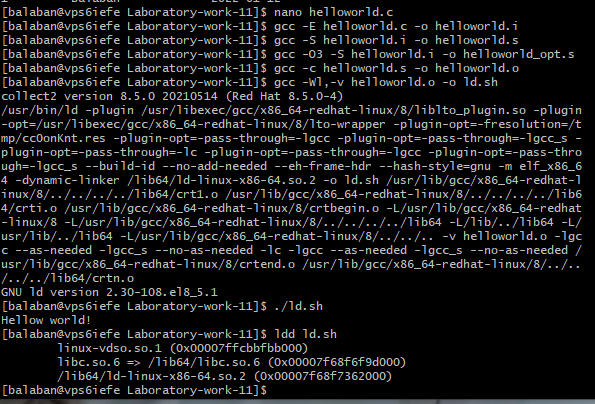 [balaban@vps6iefe Laboratory-work-11]$ nano helloworld.c
[balaban@vps6iefe Laboratory-work-11]$ gcc -E helloworld.c -o helloworld.i
[balaban@vps6iefe Laboratory-work-11]$ gcc -S helloworld.i -o helloworld.s
[balaban@vps6iefe Laboratory-work-11]$ gcc -O3 -S helloworld.i -o helloworld_opt.s
[balaban@vps6iefe Laboratory-work-11]$ gcc -c helloworld.s -o helloworld.o
[balaban@vps6iefe Laboratory-work-11]$ gcc -Wl,-v helloworld.o -o ld.sh
collect2 version 8.5.0 20210514 (Red Hat 8.5.0-4)
/usr/bin/ld -plugin /usr/libexec/gcc/x86_64-redhat-linux/8/liblto_plugin.so -plugin
-opt=/usr/libexec/gcc/x86_64-redhat-linux/8/lto-wrapper -plugin-opt=-fresolution=/t
mp/ccOonKnt.res -plugin-opt=-pass-through=-lgcc -plugin-opt=-pass-through=-lgcc_s -
plugin-opt=-pass-through=-lc -plugin-opt=-pass-through=-lgcc -plugin-opt=-pass-thro
ugh=-lgcc_s --build-id --no-add-needed --eh-frame-hdr --hash-style=gnu -m elf_x86_6
4 -dynamic-linker /lib64/ld-linux-x86-64.so.2 -o ld.sh /usr/lib/gcc/x86_64-redhat-l
inux/8/../../../../lib64/crt1.o /usr/lib/gcc/x86_64-redhat-linux/8/../../../../lib6
4/crti.o /usr/lib/gcc/x86_64-redhat-linux/8/crtbegin.o -L/usr/lib/gcc/x86_64-redhat
-linux/8 -L/usr/lib/gcc/x86_64-redhat-linux/8/../../../../lib64 -L/lib/../lib64 -L/
usr/lib/../lib64 -L/usr/lib/gcc/x86_64-redhat-linux/8/../../.. -v helloworld.o -lgc
c --as-needed -lgcc_s --no-as-needed -lc -lgcc --as-needed -lgcc_s --no-as-needed /
usr/lib/gcc/x86_64-redhat-linux/8/crtend.o /usr/lib/gcc/x86_64-redhat-linux/8/../..
/../../lib64/crtn.o
GNU ld version 2.30-108.el8_5.1
[balaban@vps6iefe Laboratory-work-11]$ ./ld.sh
Hellow world!
[balaban@vps6iefe Laboratory-work-11]$ ldd ld.sh
linux-vdso.so.1 (0x00007ffcbbfbb000)
libc.so.6 => /lib64/libc.so.6 (0x00007f68f6f9d000)
/lib64/ld-linux-x86-64.so.2 (0x00007f68f7362000)
[balaban@vps6iefe Laboratory-work-11]$